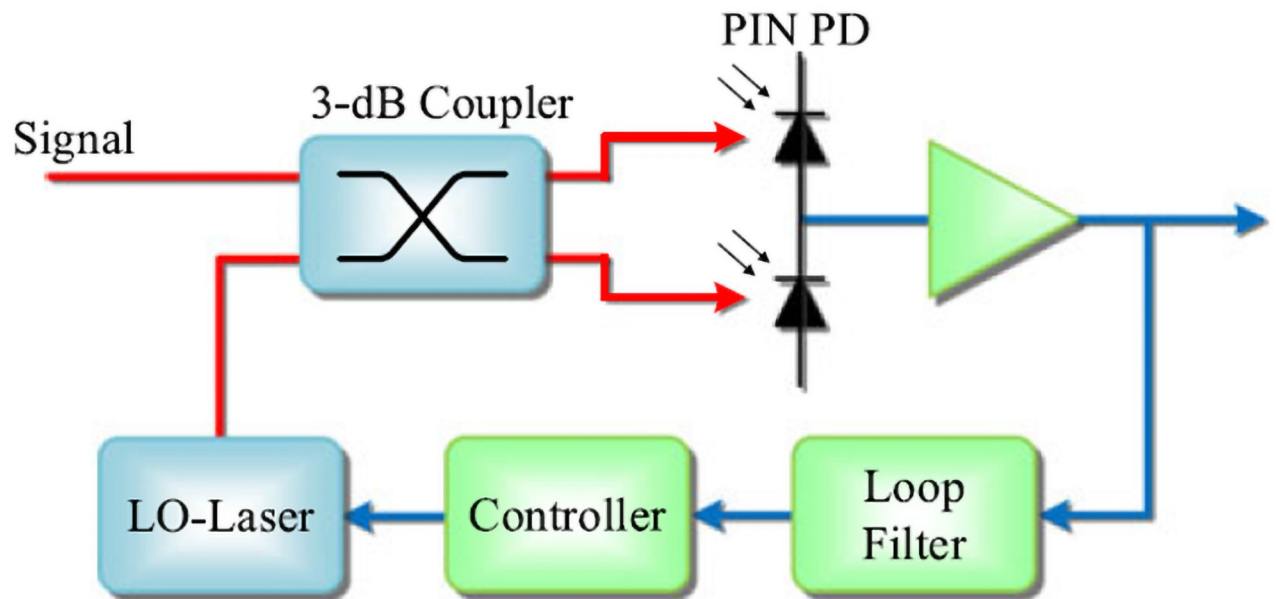 PIN PD
3-dB Coupler
Signal
LO-Laser
Controller
Loop
Filter